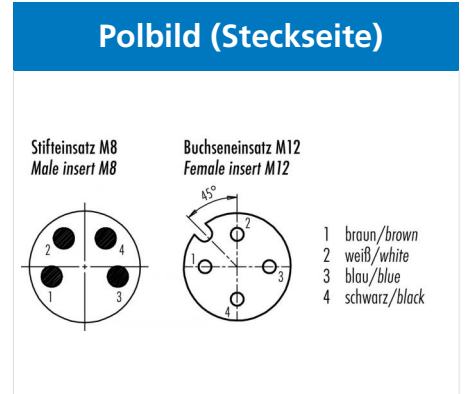 Polbild (Steckseite)
Stifteinsatz M8
Male insert M8
2
4
1
3
Buchseneinsatz M12
Female insert M12
45°
2
1
3
4
1 braun/brown
2 weiß/white
3 blau/blue
4 schwarz/black